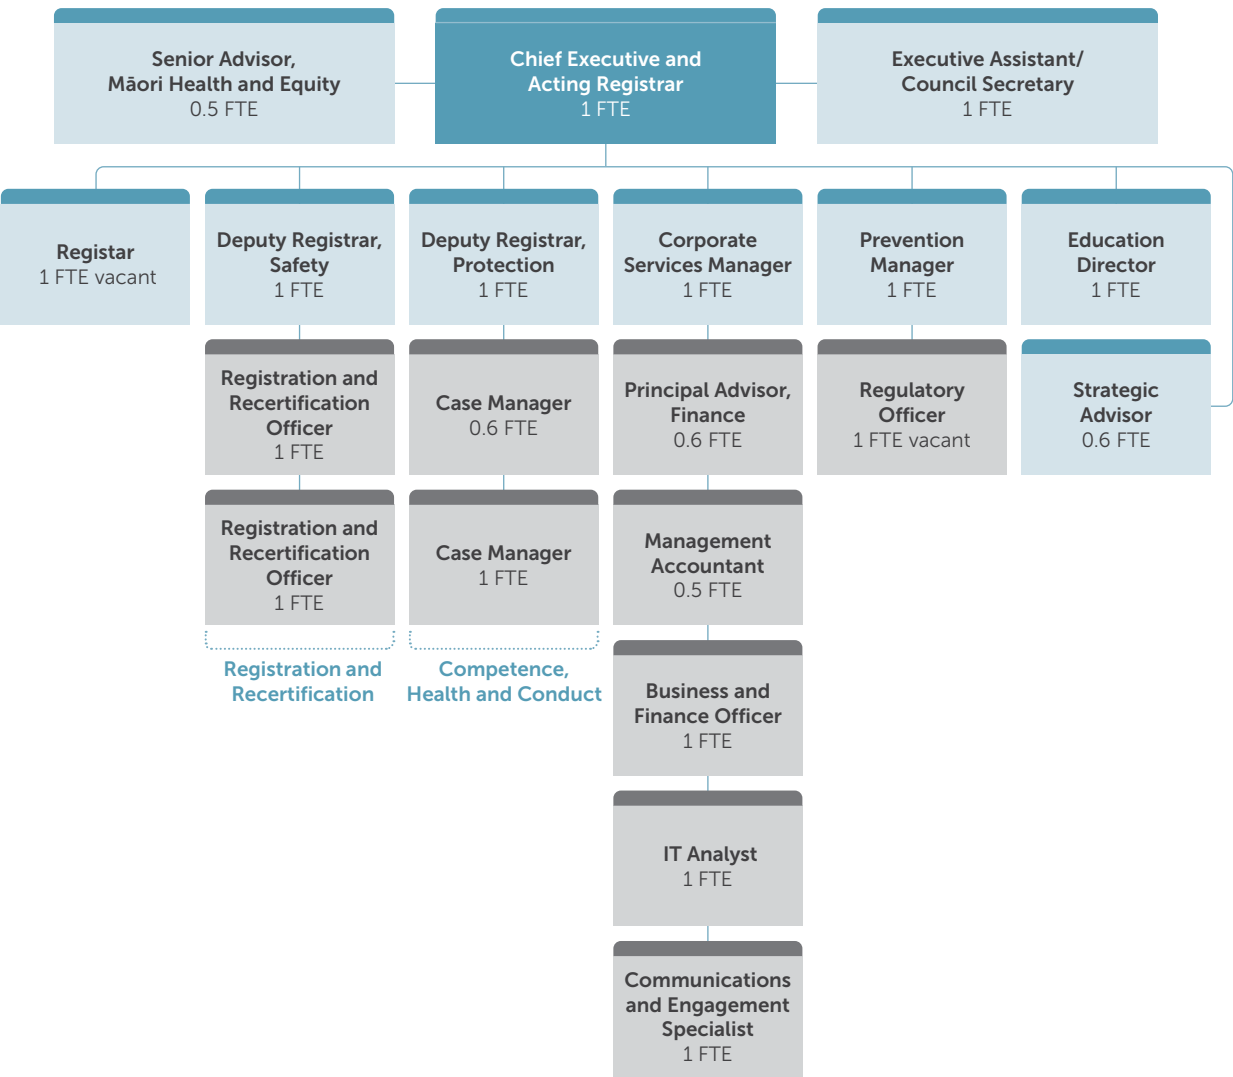 Senior Advisor,
Māori Health and Equity
0.5 FTE
Chief Executive and
Acting Registrar
1 FTE
Executive Assistant/
Council Secretary
1 FTE
Registar
1 FTE vacant
Deputy Registrar,
Safety
1 FTE
Deputy Registrar,
Protection
1 FTE
Corporate
Services Manager
1 FTE
Prevention
Manager
1 FTE
Education
Director
1 FTE
Registration and
Recertification
Officer
1 FTE
Case Manager
0.6 FTE
Principal Advisor,
Finance
0.6 FTE
Regulatory
Officer
1 FTE vacant
Strategic
Advisor
0.6 FTE
Registration and
Recertification
Officer
1 FTE
Case Manager
1 FTE
Management
Accountant
0.5 FTE
Registration and
Recertification
Competence,
Health and Conduct
Business and
Finance Officer
1 FTE
IT Analyst
1 FTE
Communications
and Engagement
Specialist
1 FTE